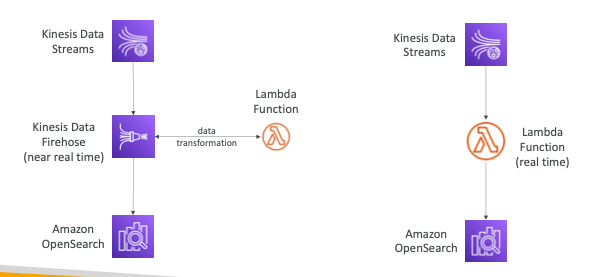 Kinesis Data
Streams
Kinesis Data
Firehose
(near real time)
data
transformation
Lambda
Function
Amazon
OpenSearch
Kinesis Data
Streams
Lambda
Function
(real time)
Amazon
OpenSearch